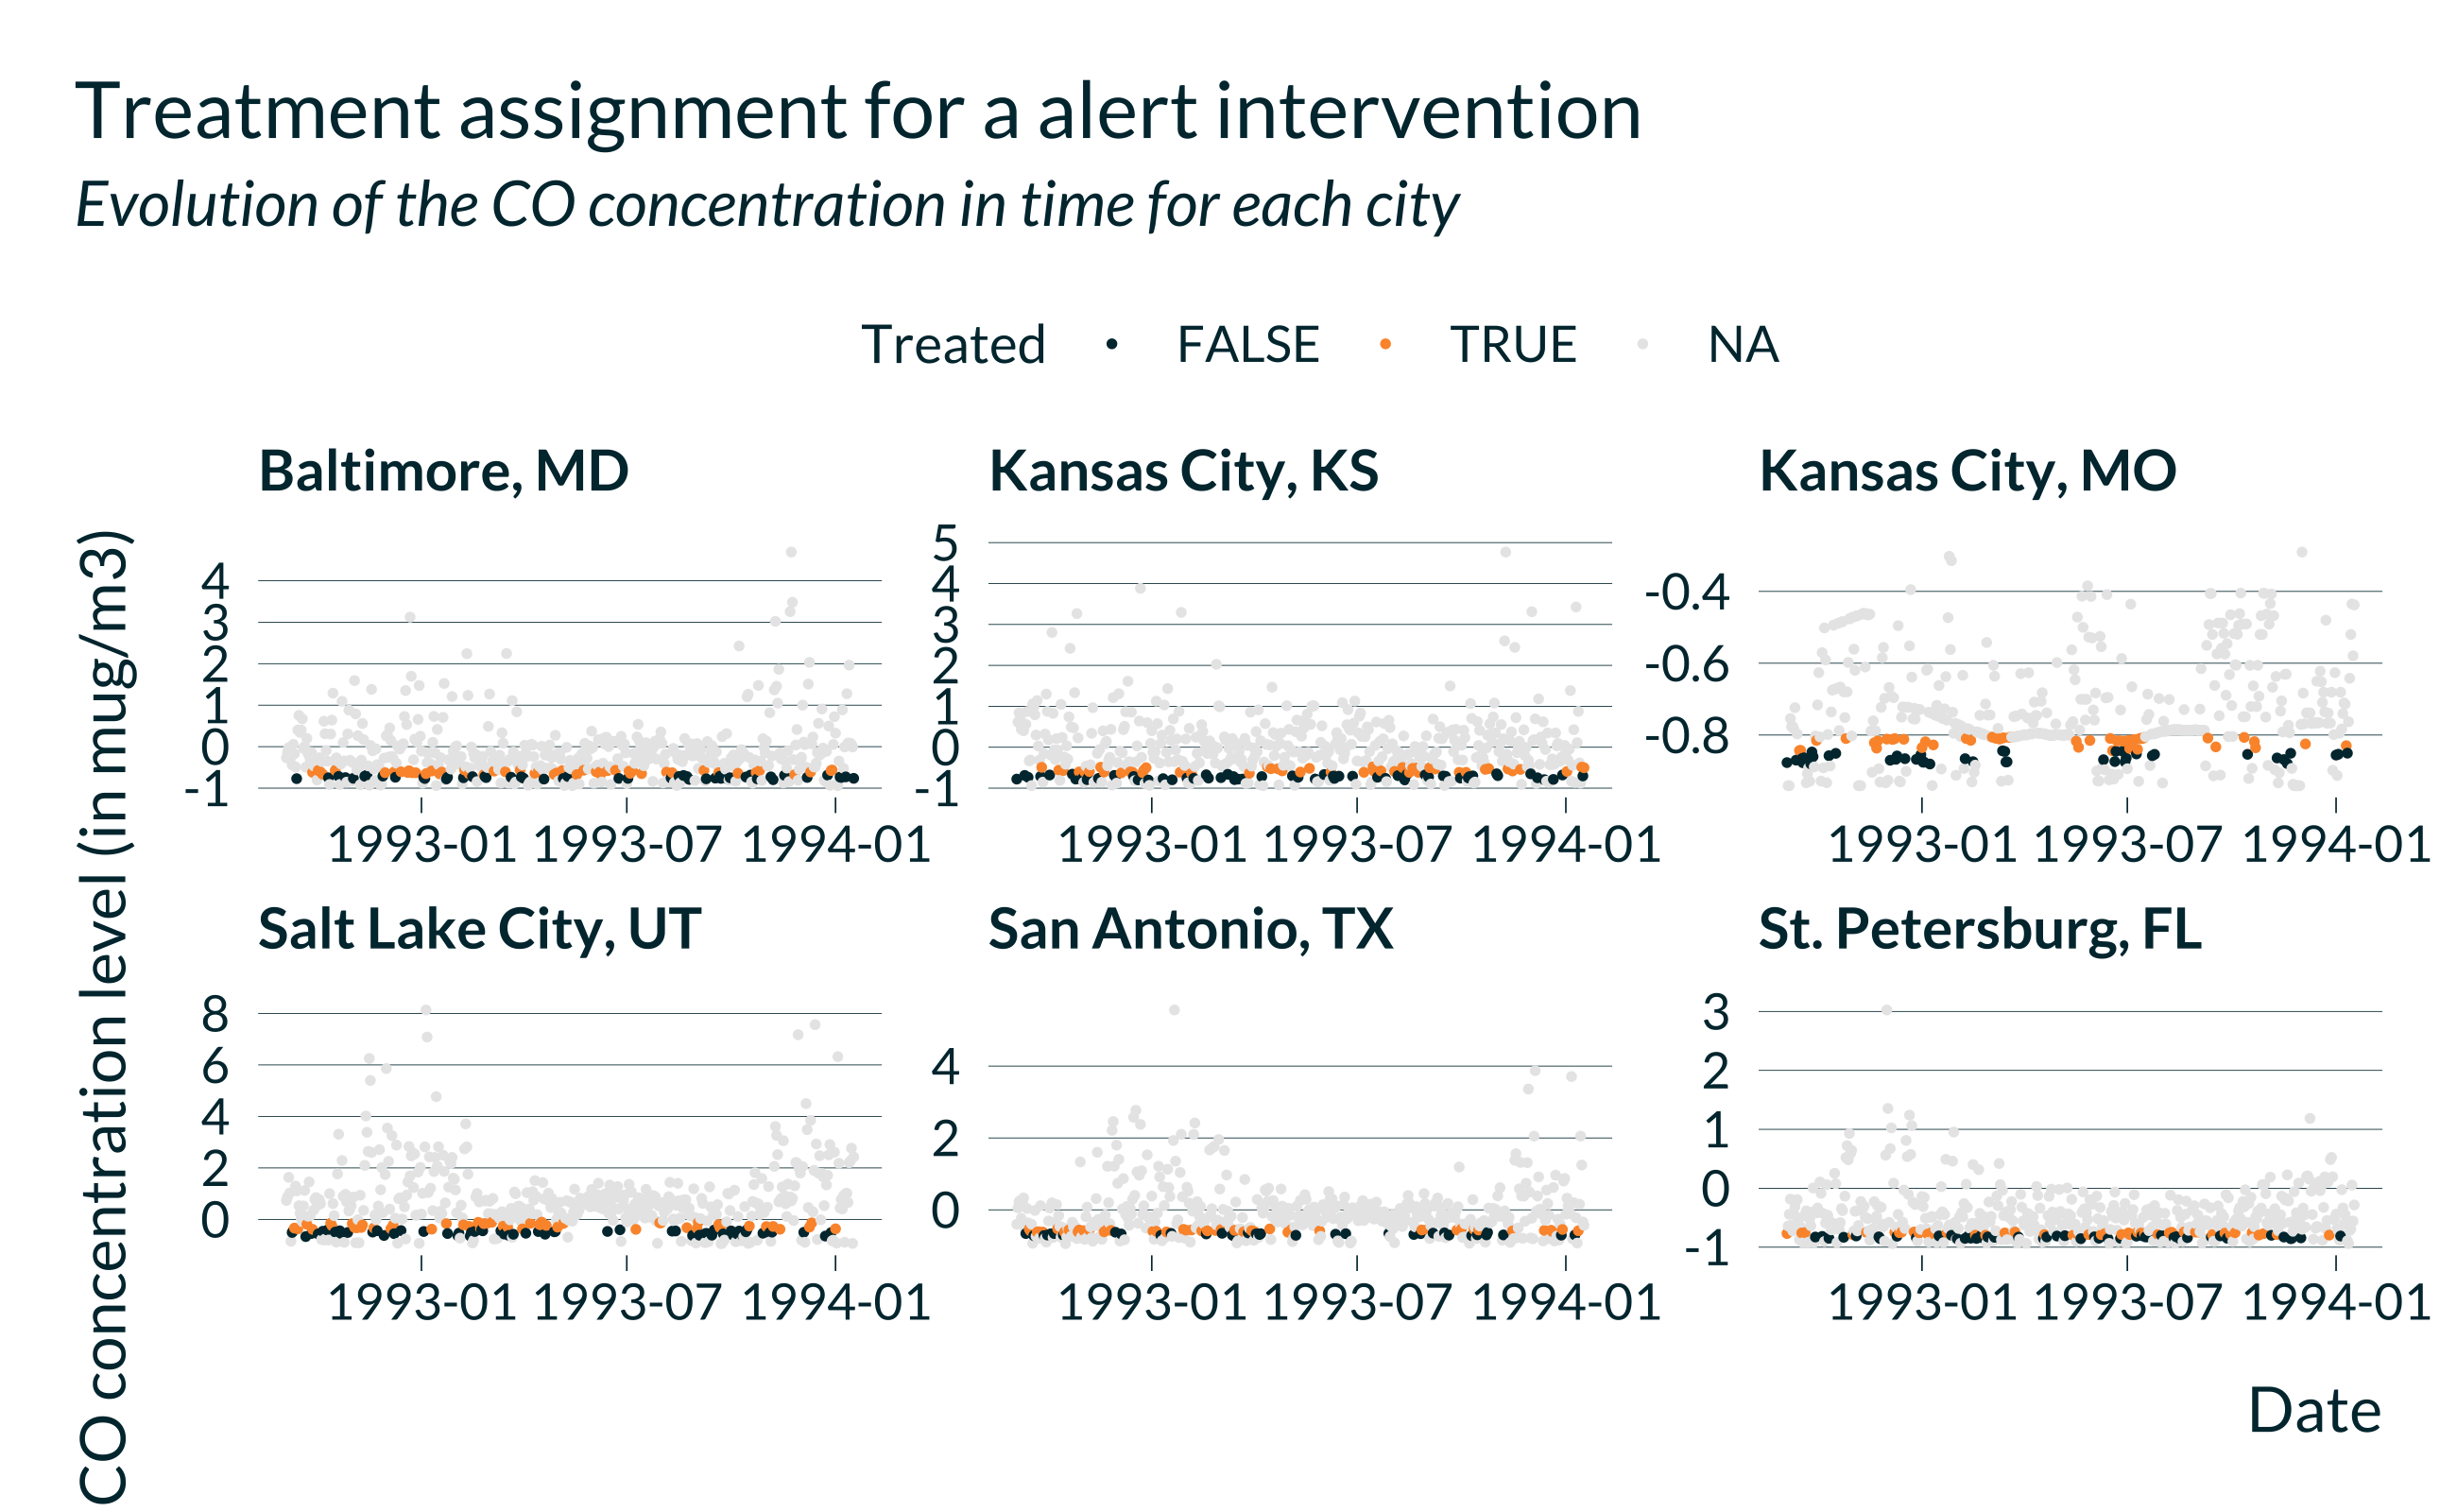 Treatment assignment for a alert intervention
Evolution of the CO concentration in time for each city
Treated FALSE TRUE NA
CO concentration level (in mug/m3)
Baltimore, MD
4
3
2
1
0
-1
1993-01 1993-07 1994-01
Kansas City, KS
5
4
3
2
1
0
-1
1993-01 1993-07 1994-01
Kansas City, MO
-0.4
-0.6
-0.8
1993-01 1993-07 1994-01
Salt Lake City, UT
8
6
4
2
0
1993-01 1993-07 1994-01
San Antonio, TX
4
2
0
1993-01 1993-07 1994-01
St. Petersburg, FL
3
2
1
0
-1
1993-01 1993-07 1994-01
Date